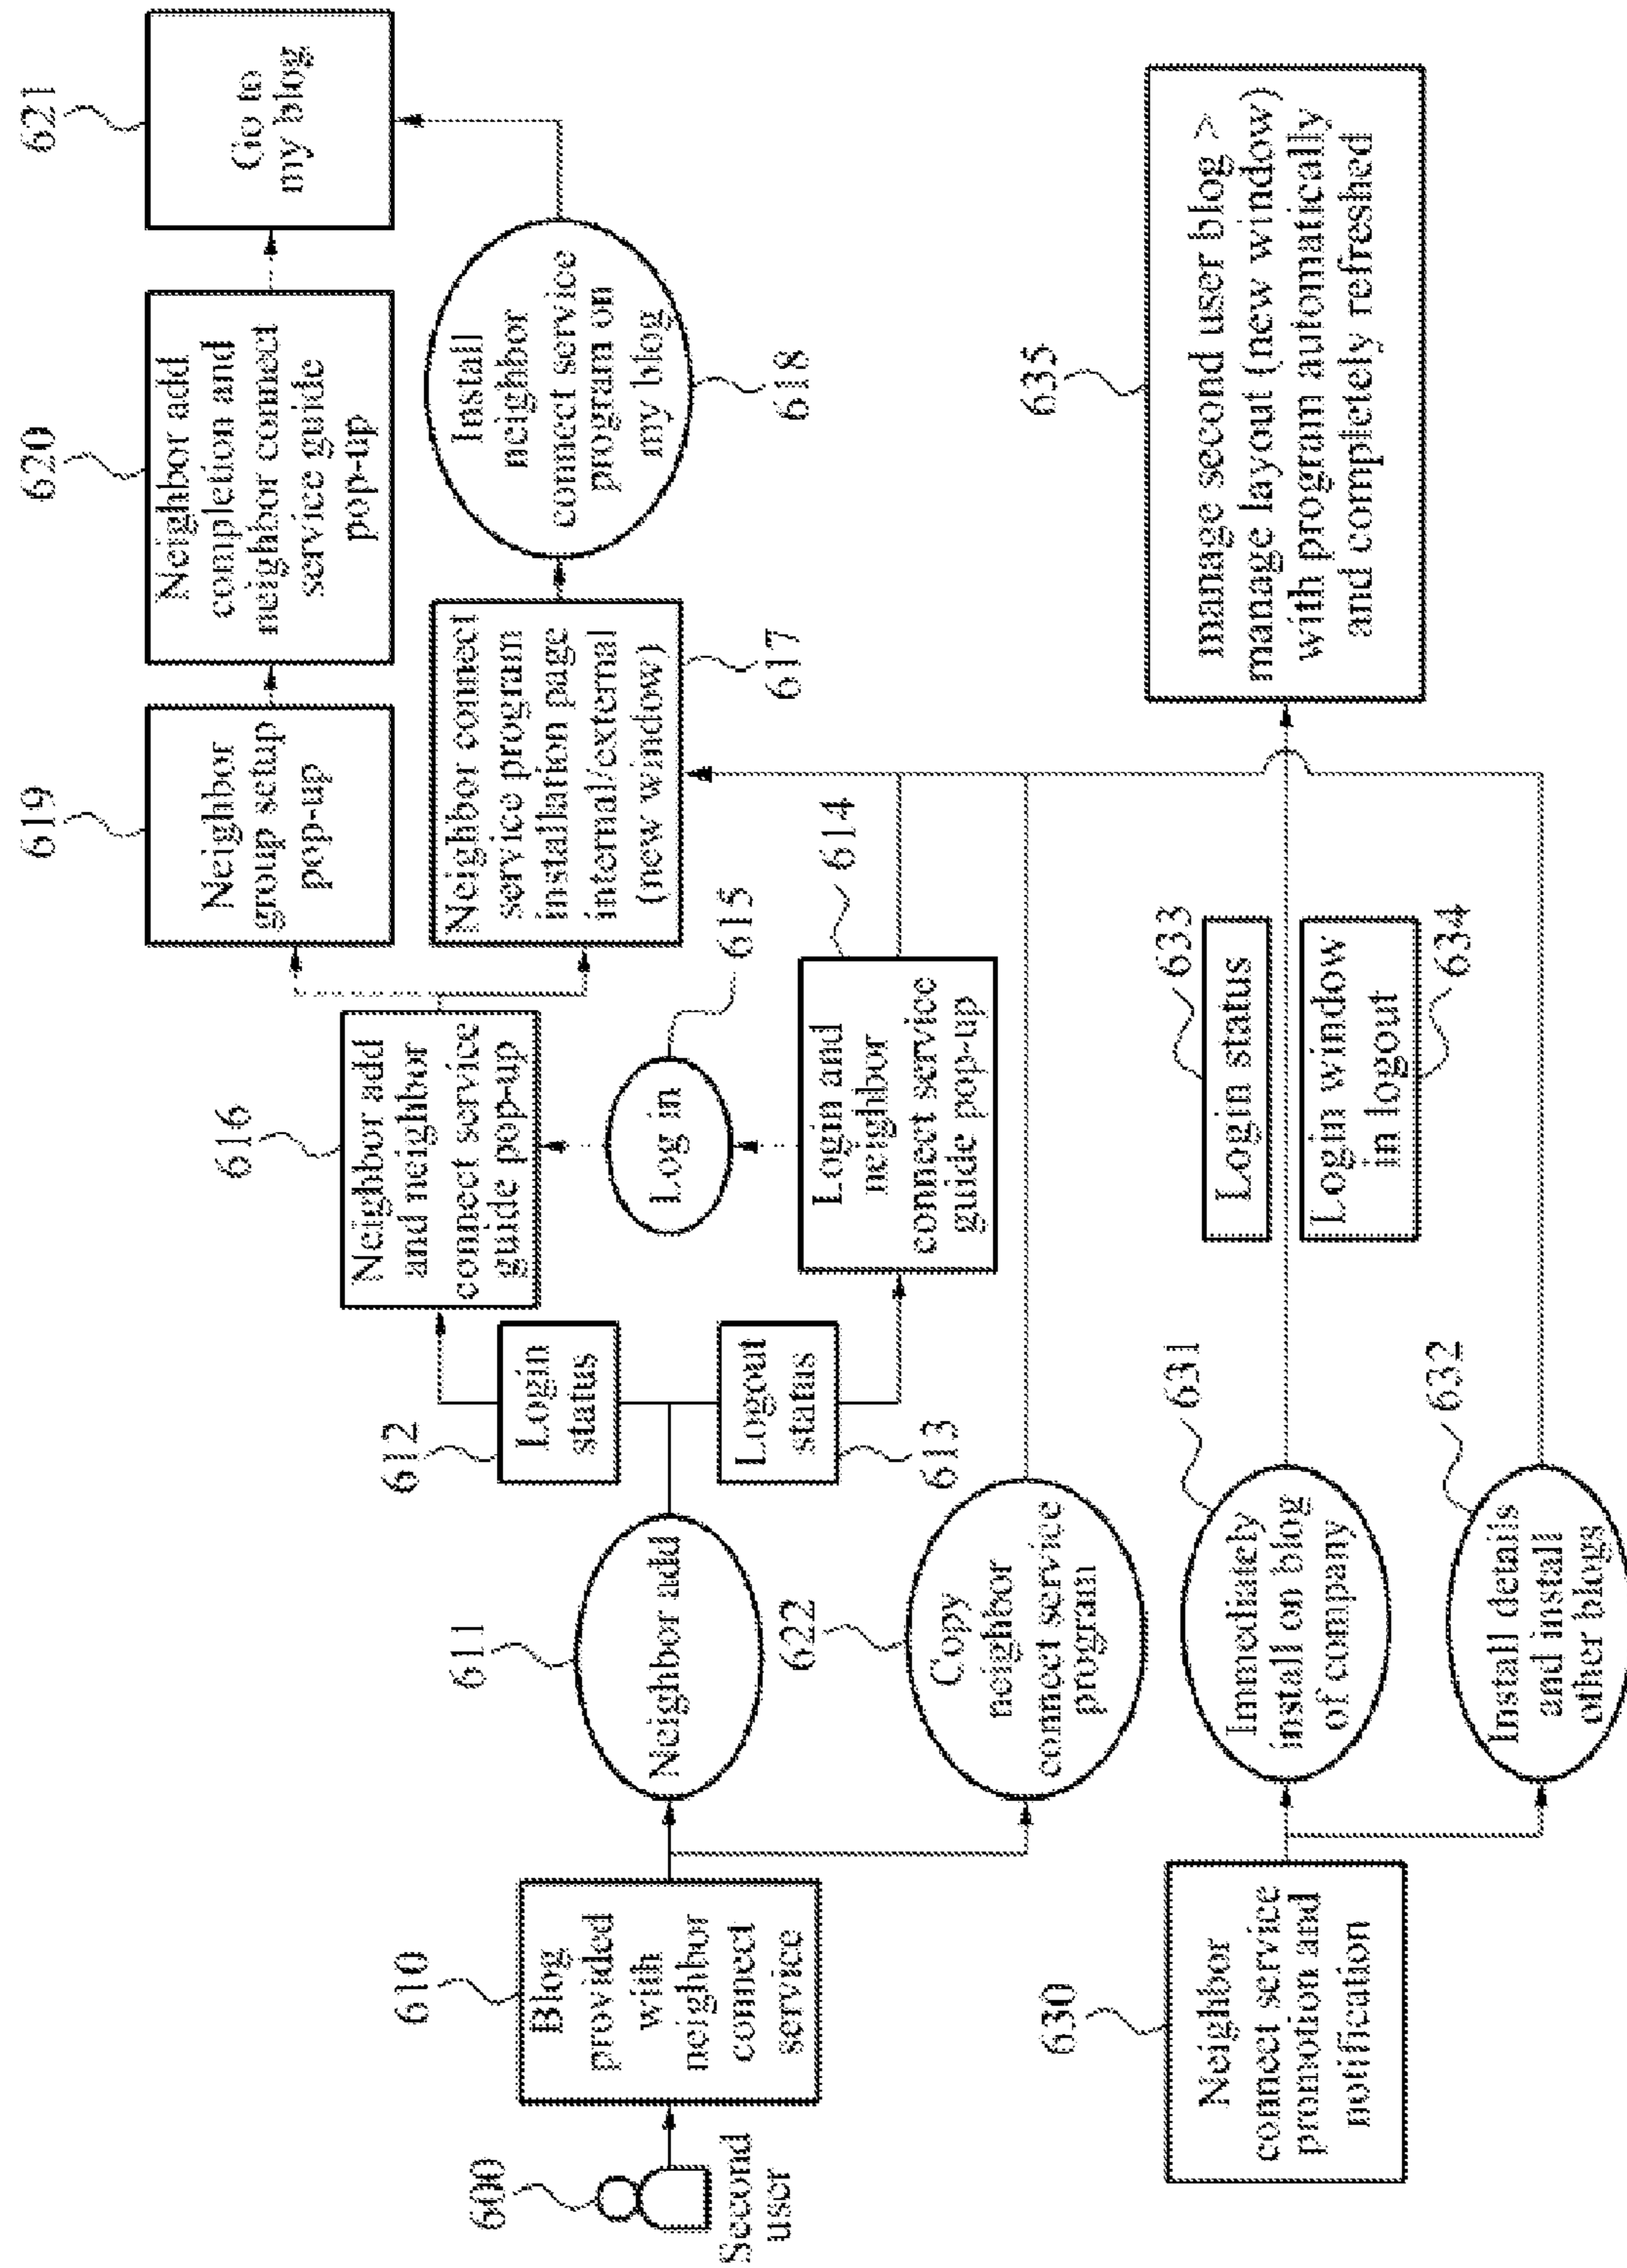 600
Second
user
610
Blog
provided
with
neighbor
connect
service
611
Neighbor add
612
Login
status
Logout
status
613
616
Neighbor add
and neighbor
connect service
guide pop-up
Log in
615
Login and
neighbor
connect service
guide pop-up
614
619
Neighbor
group setup
pop-up
620
Neighbor add
completion and
neighbor connect
service guide
pop-up
621
Go to
my blog
Neighbor connect
service program
installation page
internal/external
(new window)
617
Install
neighbor
connect service
program on
my blog
618
622
Copy
neighbor
connect service
program
630
Neighbor
connect service
promotion and
notification
631
Immediately
install on blog
of company
632
Install details
and install
other blogs
633
Login status
Login window
in logout
634
635
manage second user blog >
manage layout (new window)
with program automatically
and completely refreshed